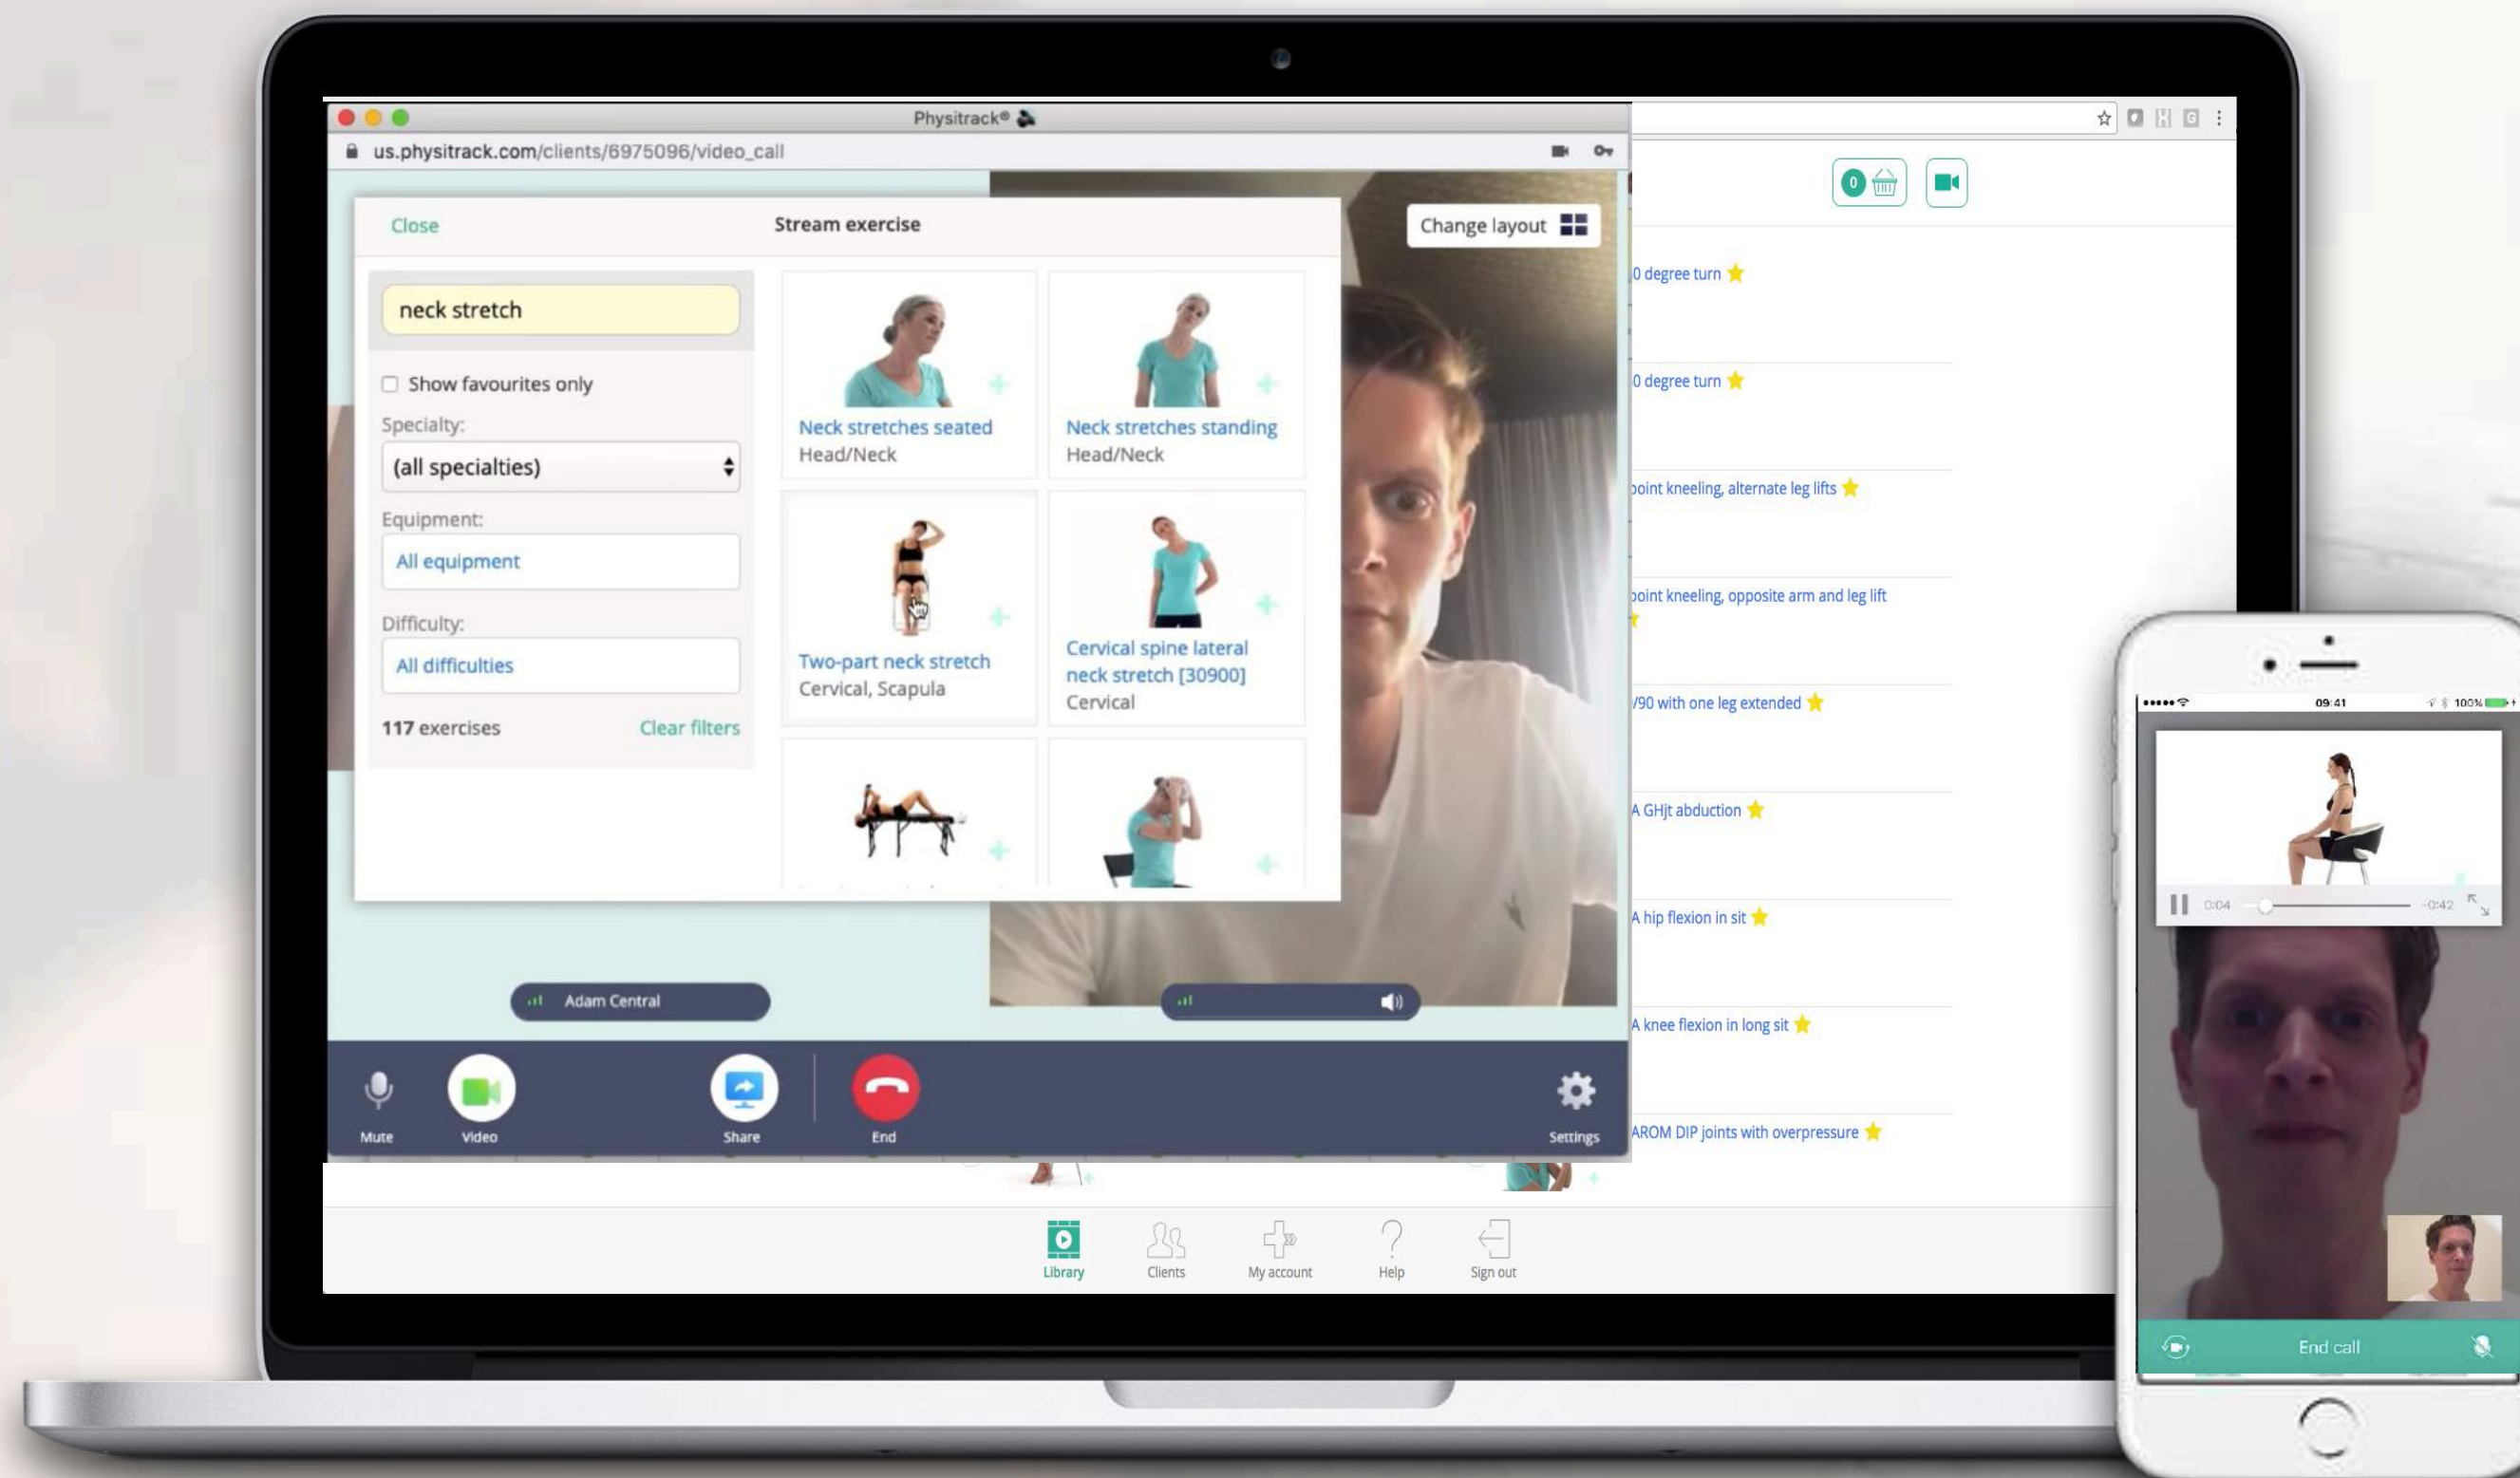 Physitrack®
us.physitrack.com/clients/6975096/video_call
Close
Stream exercise
Change layout
neck stretch
Show favourites only
Specialty:
(all specialties)
Equipment:
All equipment
Difficulty:
All difficulties
117 exercises
Clear filters
Neck stretches seated
Head/Neck
Neck stretches standing
Head/Neck
Two-part neck stretch
Cervical, Scapula
Cervical spine lateral
neck stretch [30900]
Cervical
Adam Central
Mute
Video
Share
End
Settings
G
0
0 degree turn
0 degree turn
point kneeling, alternate leg lifts
point kneeling, opposite arm and leg lift
/90 with one leg extended
A GHjt abduction
A hip flexion in sit
A knee flexion in long sit
AROM DIP joints with overpressure
Library
Clients
My account
Help
Sign out
09:41
100%
0:04
-0:42
End call